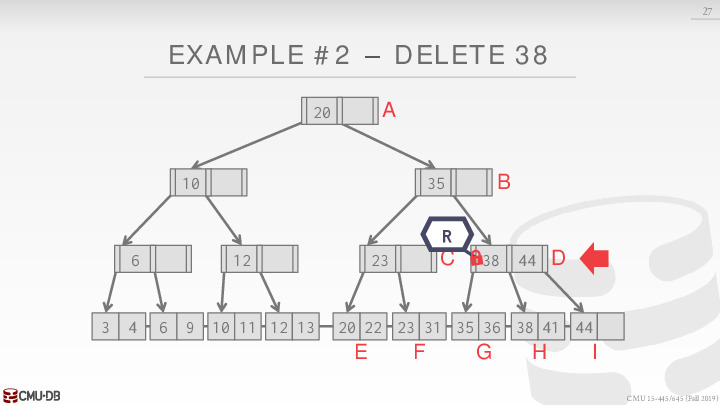 27
EXAMPLE #2 – DELETE 38
20 A
10 35 B
R
6 12 23 C 38 44 D
3 4 6 9 10 11 12 13 20 22 23 31 35 36 38 41 44
E F G H I
CMU·DB
CMU 15-445/645 (Fall 2019)